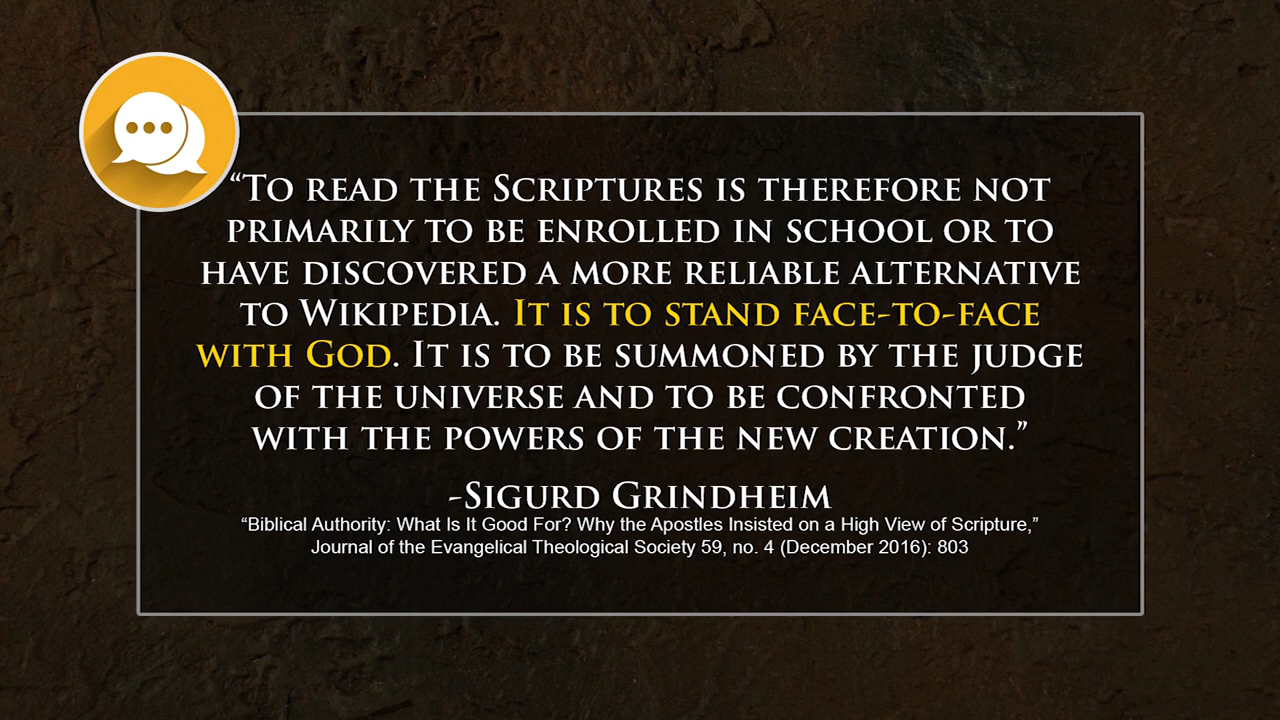 “To read the Scriptures is therefore not
primarily to be enrolled in school or to
have discovered a more reliable alternative
to Wikipedia. It is to stand face-to-face
with God. It is to be summoned by the judge
of the universe and to be confronted
with the powers of the new creation.”
-Sigurd Grindheim
“Biblical Authority: What Is It Good For? Why the Apostles Insisted on a High View of Scripture,”
Journal of the Evangelical Theological Society 59, no. 4 (December 2016): 803